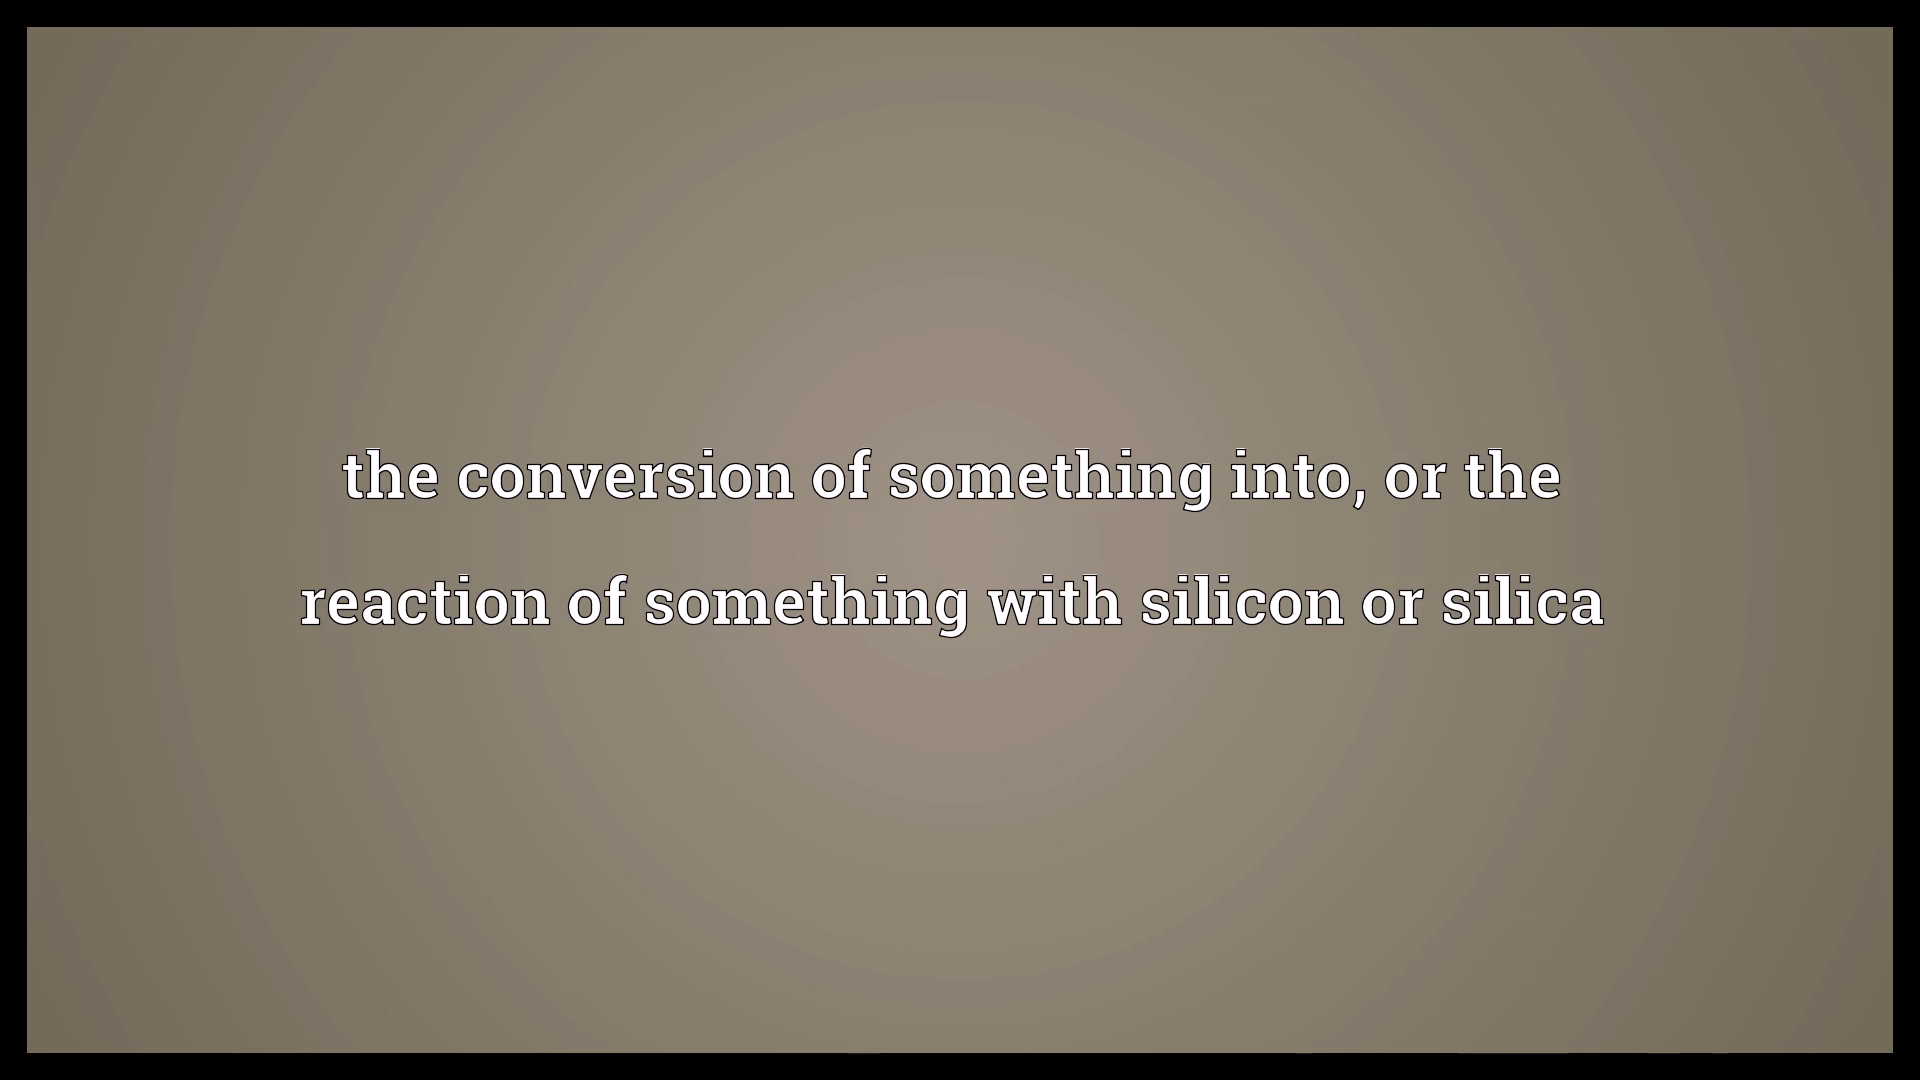 the conversion of something into, or the
reaction of something with silicon or silica